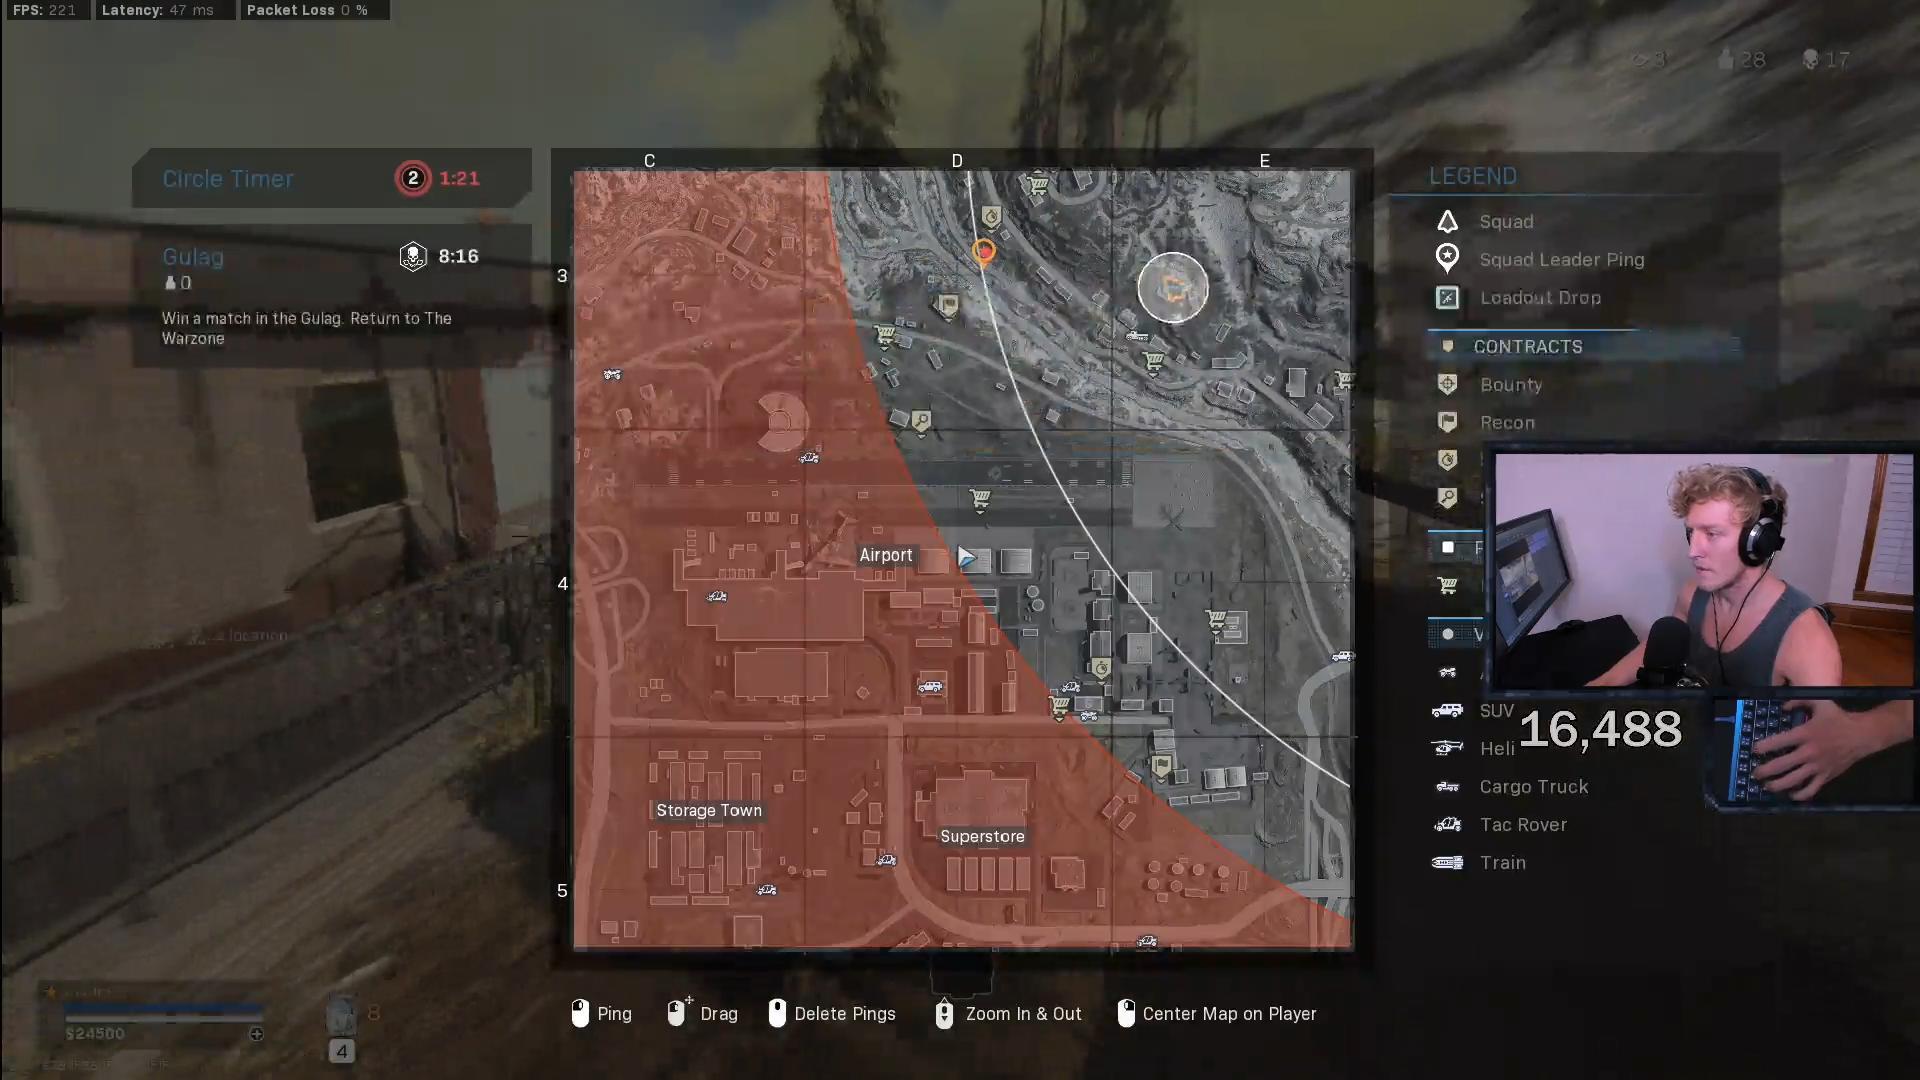 FPS: 221 Latency: 47 ms Packet Loss 0 %
3 28 17
Circle Timer 2 1:21
Gulag 8:16
0
Win a match in the Gulag. Return to The
Warzone
C D E
3
4
5
Airport
Storage Town
Superstore
LEGEND
Squad
Squad Leader Ping
Loadout Drop
CONTRACTS
Bounty
Recon
SUV
Heli
Cargo Truck
Tac Rover
Train
16,488
location
$24500
8
4
Ping Drag Delete Pings Zoom In & Out Center Map on Player